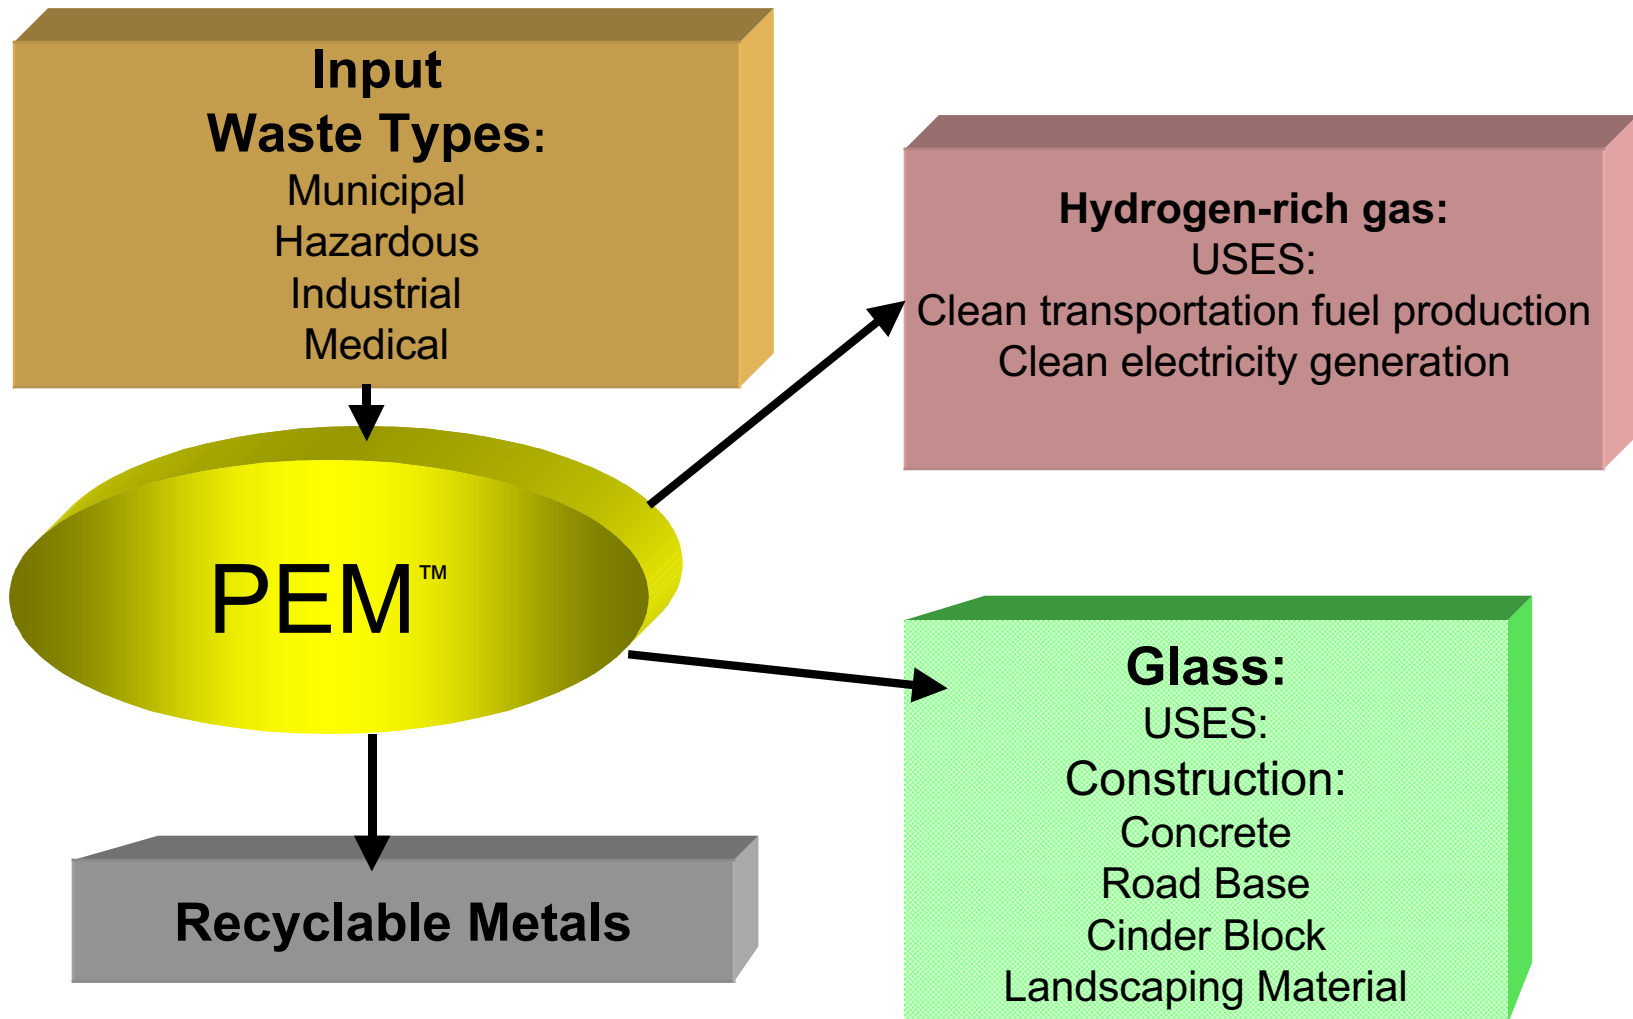 Input
Waste Types:
Municipal
Hazardous
Industrial
Medical
Hydrogen-rich gas:
USES:
Clean transportation fuel production
Clean electricity generation
PEM™
Glass:
USES:
Construction:
Concrete
Road Base
Cinder Block
Landscaping Material
Recyclable Metals